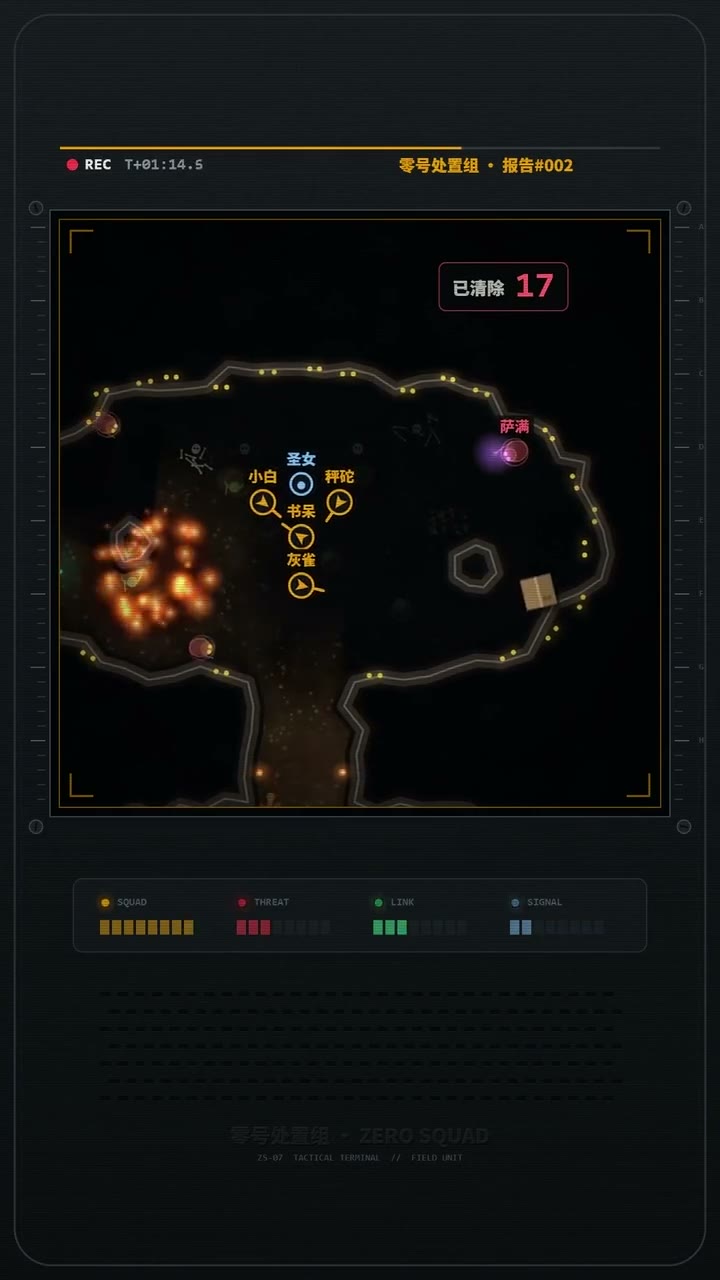 REC T+01:14.S
零号处置组 · 报告#002
已清除 17
萨满
圣女
小白
秤砣
书呆
灰雀
A
B
C
D
E
F
G
H
SQUAD
THREAT
LINK
SIGNAL
零号处置组 · ZERO SQUAD
ZS-07 TACTICAL TERMINAL // FIELD UNIT